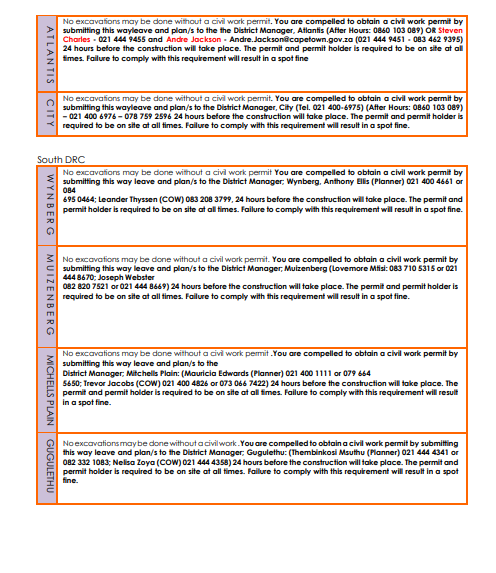 ATLANTIS
No excavations may be done without a civil work permit. You are compelled to obtain a civil work permit by
submitting this wayleave and plan/s to the the District Manager, Atlantis (After Hours: 0860 103 089) OR Steven
Charles - 021 444 9455 and Andre Jackson - Andre.Jackson@capetown.gov.za (021 444 9451 - 083 462 9395)
24 hours before the construction will take place. The permit and permit holder is required to be on site at all
times. Failure to comply with this requirement will result in a spot fine
CITY
No excavations may be done without a civil work permit. You are compelled to obtain a civil work permit by
submitting this wayleave and plan/s to the District Manager, City (Tel. 021 400-6975) (After Hours: 0860 103 089)
– 021 400 6976 – 078 759 2596 24 hours before the construction will take place. The permit and permit holder is
required to be on site at all times. Failure to comply with this requirement will result in a spot fine.
South DRC
WYNBERG
No excavations may be done without a civil work permit You are compelled to obtain a civil work permit by
submitting this way leave and plan/s to the District Manager; Wynberg, Anthony Ellis (Planner) 021 400 4661 or
084
695 0464; Leander Thyssen (COW) 083 208 3799, 24 hours before the construction will take place. The permit and
permit holder is required to be on site at all times. Failure to comply with this requirement will result in a spot fine.
MUIZENBERG
No excavations may be done without a civil work permit. You are compelled to obtain a civil work permit by
submitting this way leave and plan/s to the District Manager; Muizenberg (Lovemore Mtisi: 083 710 5315 or 021
444 8670; Joseph Webster
082 820 7521 or 021 444 8669) 24 hours before the construction will take place. The permit and permit holder is
required to be on site at all times. Failure to comply with this requirement will result in a spot fine.
MICHELLS PLAIN
No excavations may be done without a civil work permit .You are compelled to obtain a civil work permit by
submitting this way leave and plan/s to the
District Manager; Mitchells Plain: (Mauricia Edwards (Planner) 021 400 1111 or 079 664
5650; Trevor Jacobs (COW) 021 400 4826 or 073 066 7422) 24 hours before the construction will take place. The
permit and permit holder is required to be on site at all times. Failure to comply with this requirement will result
in a spot fine.
GUGULETHU
No excavations may be done without a civil work .You are compelled to obtain a civil work permit by submitting
this way leave and plan/s to the District Manager; Gugulethu: (Thembinkosi Msuthu (Planner) 021 444 4341 or
082 332 1083; Nelisa Zoya (COW) 021 444 4358) 24 hours before the construction will take place. The permit and
permit holder is required to be on site at all times. Failure to comply with this requirement will result in a spot
fine.